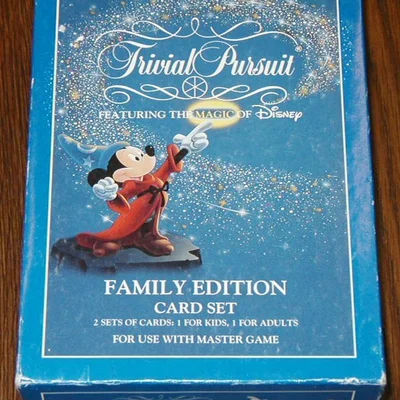 Trivial Pursuit
FEATURING THE MAGIC OF Disney
FAMILY EDITION
CARD SET
2 SETS OF CARDS: 1 FOR KIDS, 1 FOR ADULTS
FOR USE WITH MASTER GAME